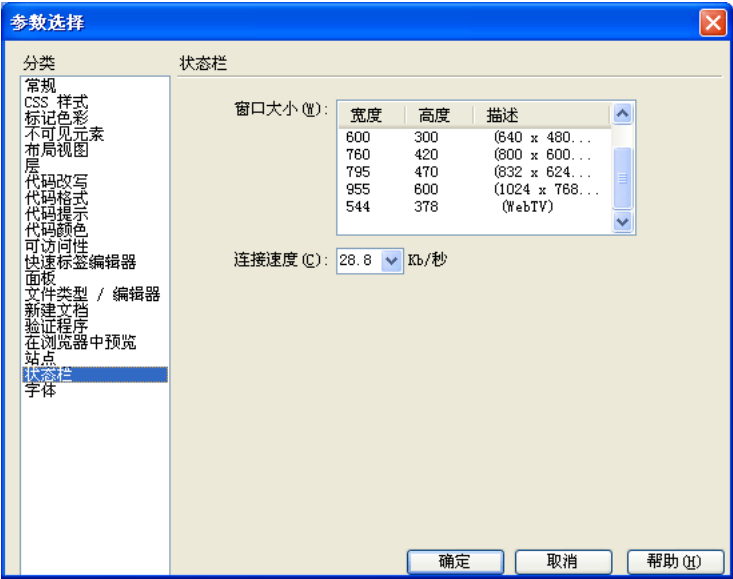 参数选择
分类
常规
CSS 样式
标记色彩
不可见元素
布局视图
层
代码改写
代码格式
代码提示
代码颜色
可访问性
快速标签编辑器
面板
文件类型 / 编辑器
新建文档
验证程序
在浏览器中预览
站点
状态栏
字体
状态栏
窗口大小(W):
宽度 高度 描述
600 300 (640 x 480...
760 420 (800 x 600...
795 470 (832 x 624...
955 600 (1024 x 768...
544 378 (WebTV)
连接速度(C): 28.8 Kb/秒
确定 取消 帮助(H)